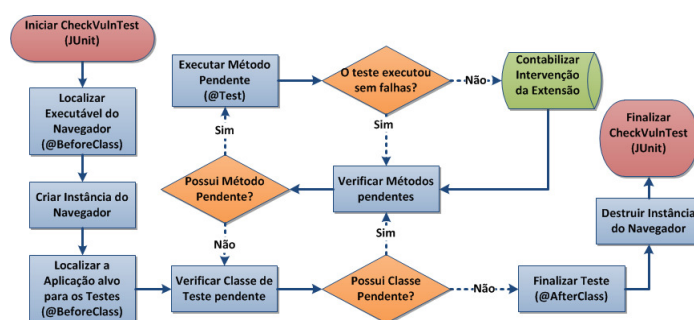 Iniciar CheckVulnTest
(JUnit)
Localizar
Executável do
Navegador
(@BeforeClass)
Criar Instância do
Navegador
Localizar a
Aplicação alvo
para os Testes
(@BeforeClass)
Executar Método
Pendente
(@Test)
Sim
Possui Método
Pendente?
Não
Verificar Classe de
Teste pendente
O teste executou
sem falhas?
Não
Sim
Verificar Métodos
pendentes
Sim
Possui Classe
Pendente?
Não
Contabilizar
Intervenção
da Extensão
Finalizar Teste
(@AfterClass)
Destruir Instância
do Navegador
Finalizar
CheckVulnTest
(JUnit)